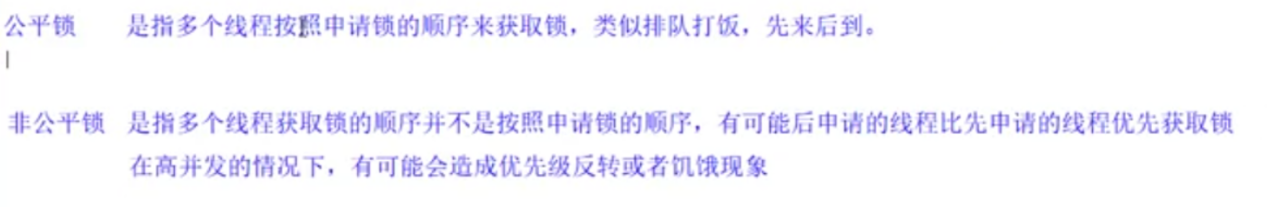 公平锁 是指多个线程按照申请锁的顺序来获取锁，类似排队打饭，先来后到。
非公平锁 是指多个线程获取锁的顺序并不是按照申请锁的顺序，有可能后申请的线程比先申请的线程优先获取锁
在高并发的情况下，有可能会造成优先级反转或者饥饿现象